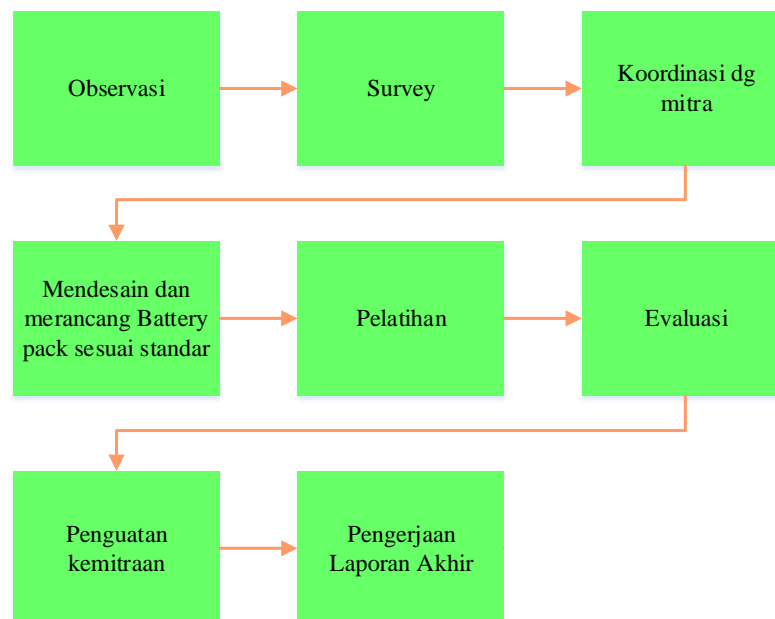 Observasi
Survey
Koordinasi dg
mitra
Mendesain dan
merancang Battery
pack sesuai standar
Pelatihan
Evaluasi
Penguatan
kemitraan
Pengerjaan
Laporan Akhir